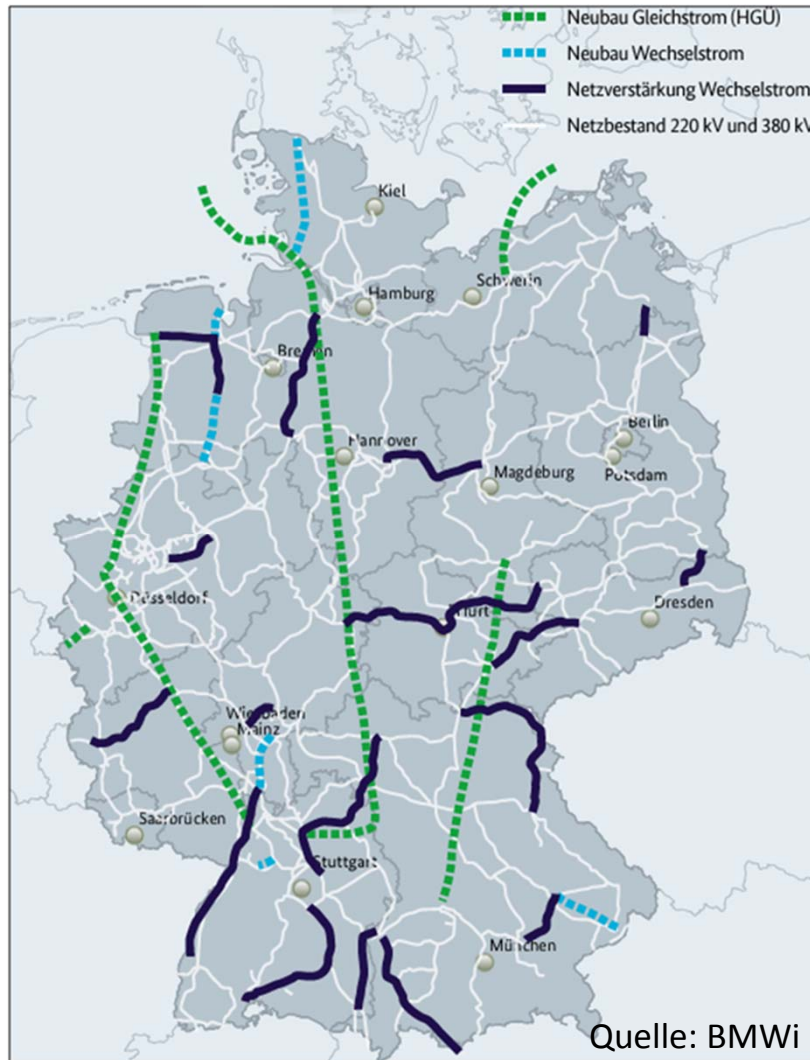 Neubau Gleichstrom (HGÜ)
Neubau Wechselstrom
Netzverstärkung Wechselstrom
Netzbestand 220 kV und 380 kV
Kiel
Schwerin
Hamburg
Bremen
Berlin
Hannover
Potsdam
Magdeburg
Düsseldorf
Dresden
Wiesbaden
Mainz
Saarbrücken
Stuttgart
München
Quelle: BMWi